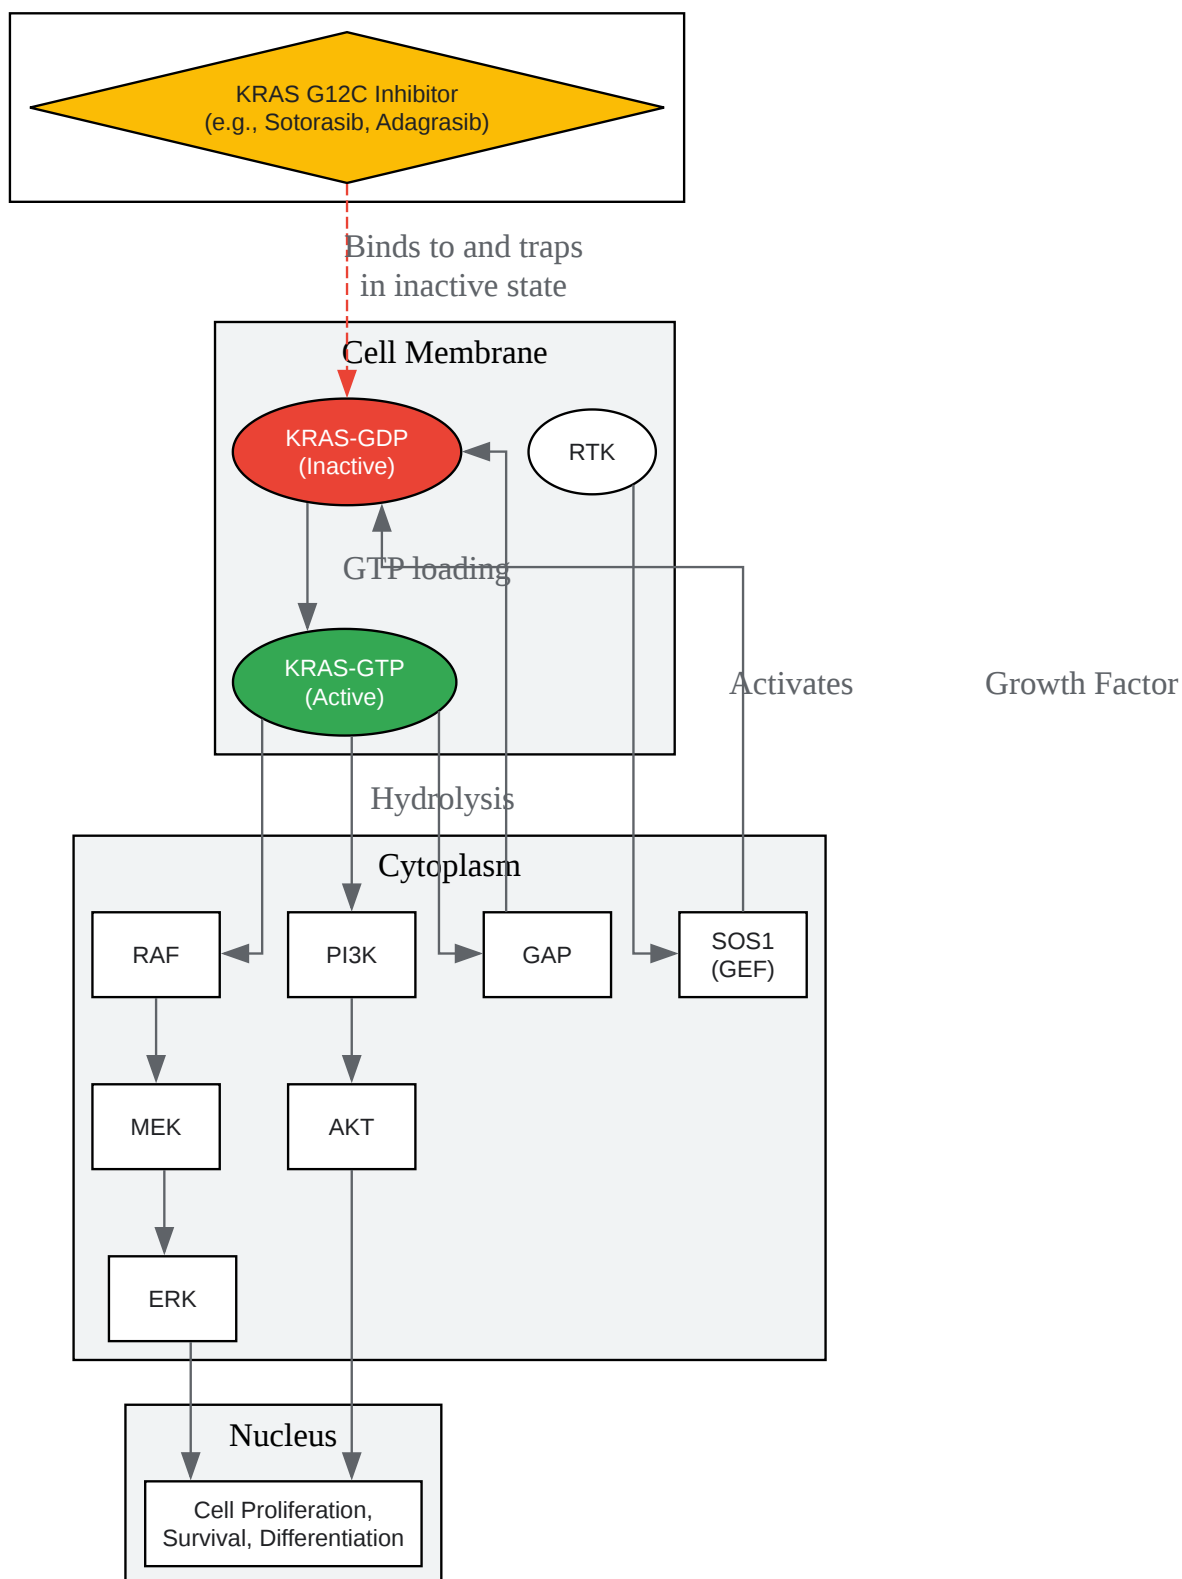 KRAS G12C Inhibitor
(e.g., Sotorasib, Adagrasib)
Binds to and traps
in inactive state
Cell Membrane
KRAS-GDP
(Inactive)
RTK
GTP loading
KRAS-GTP
(Active)
Activates
Growth Factor
Hydrolysis
Cytoplasm
RAF
PI3K
GAP
SOS1
(GEF)
MEK
AKT
ERK
Nucleus
Cell Proliferation,
Survival, Differentiation